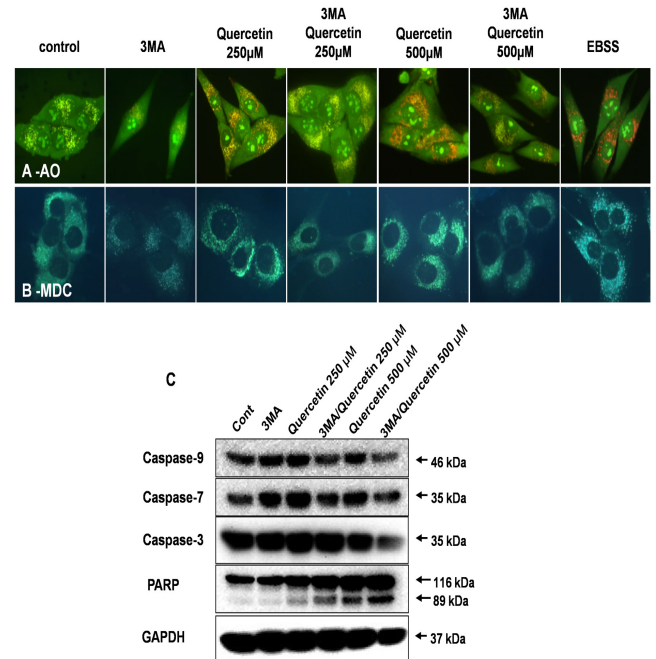 control
3MA
Quercetin
250µM
3MA
Quercetin
250µM
Quercetin
500µM
3MA
Quercetin
500µM
EBSS
A -AO
B -MDC
C
Cont
3MA
Quercetin 250 µM
3MA/Quercetin 250 µM
Quercetin 500 µM
3MA/Quercetin 500 µM
Caspase-9
46 kDa
Caspase-7
35 kDa
Caspase-3
35 kDa
PARP
116 kDa
89 kDa
GAPDH
37 kDa